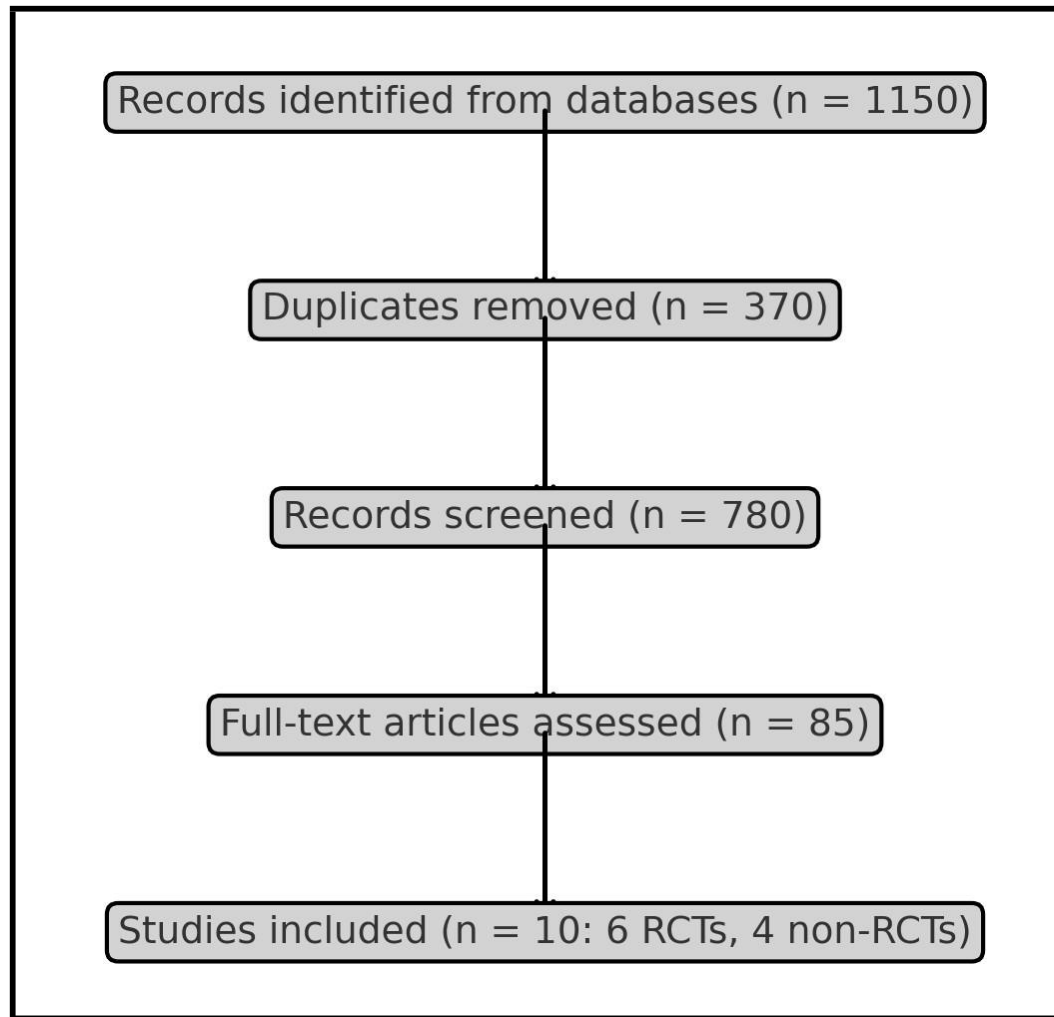 Records identified from databases (n = 1150)
Duplicates removed (n = 370)
Records screened (n = 780)
Full-text articles assessed (n = 85)
Studies included (n = 10: 6 RCTs, 4 non-RCTs)